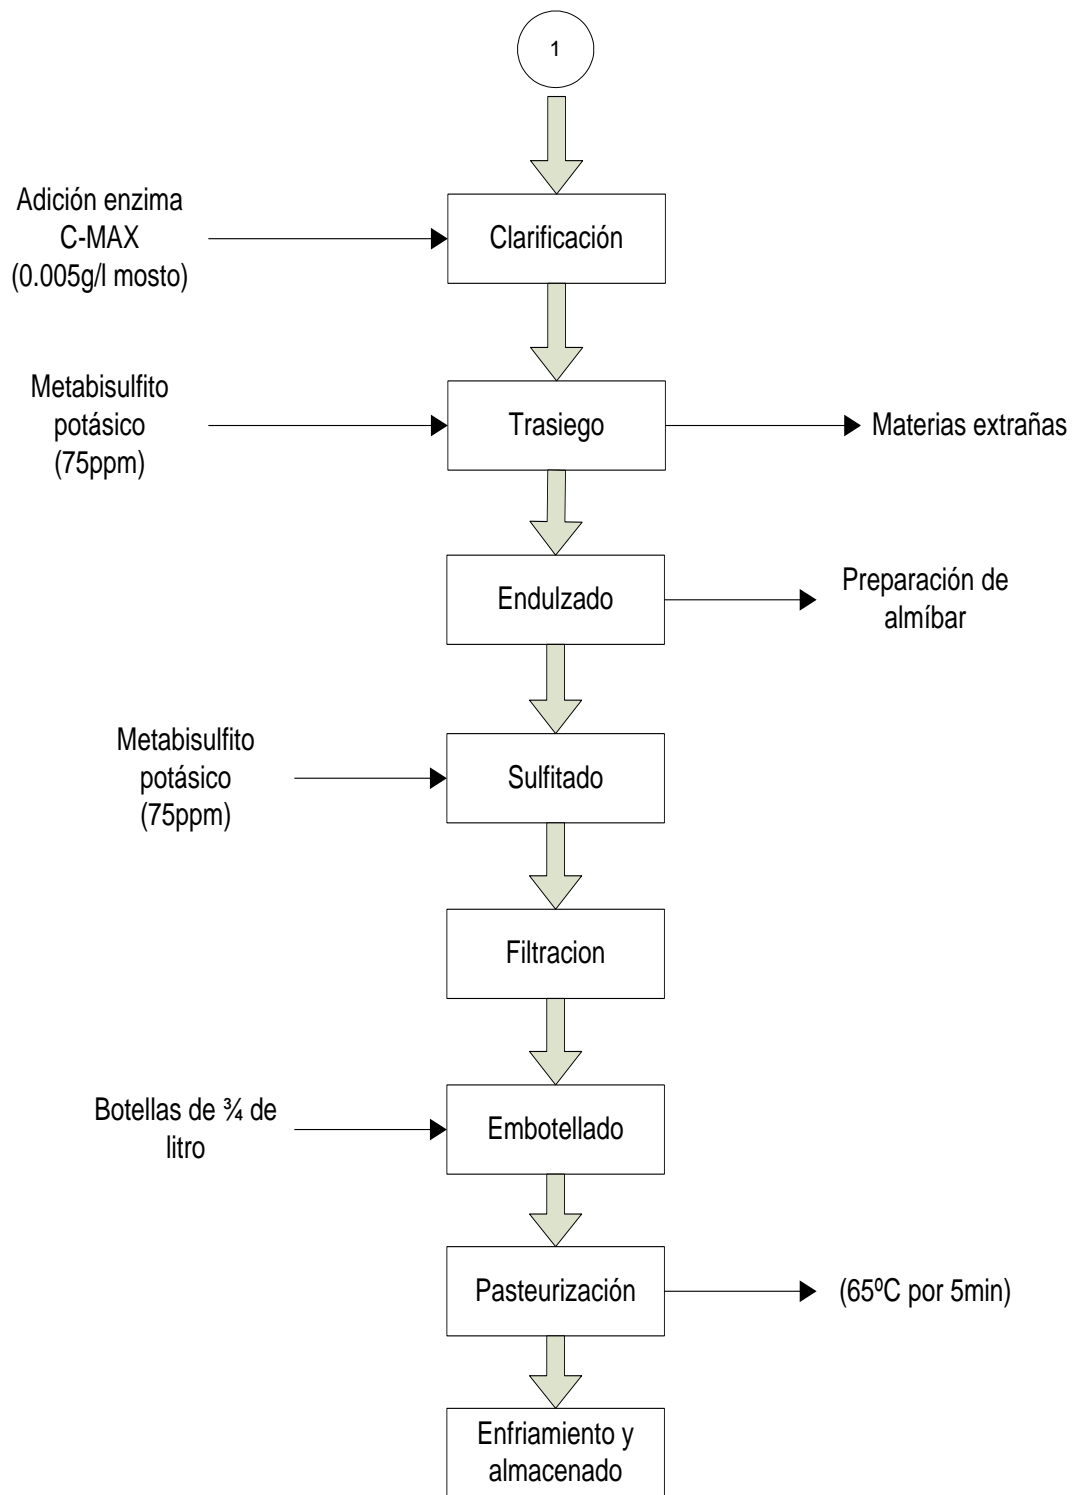 1
Adición enzima
C-MAX
(0.005g/l mosto)
Clarificación
Metabisulfito
potásico
(75ppm)
Trasiego
Materias extrañas
Endulzado
Preparación de
almíbar
Metabisulfito
potásico
(75ppm)
Sulfitado
Filtracion
Botellas de ¾ de
litro
Embotellado
Pasteurización
(65ºC por 5min)
Enfriamiento y
almacenado